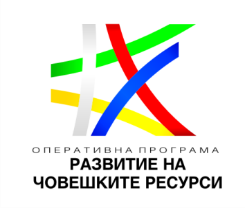 ОПЕРАТИВНА ПРОГРАМА
РАЗВИТИЕ НА
ЧОВЕШКИТЕ РЕСУРСИ